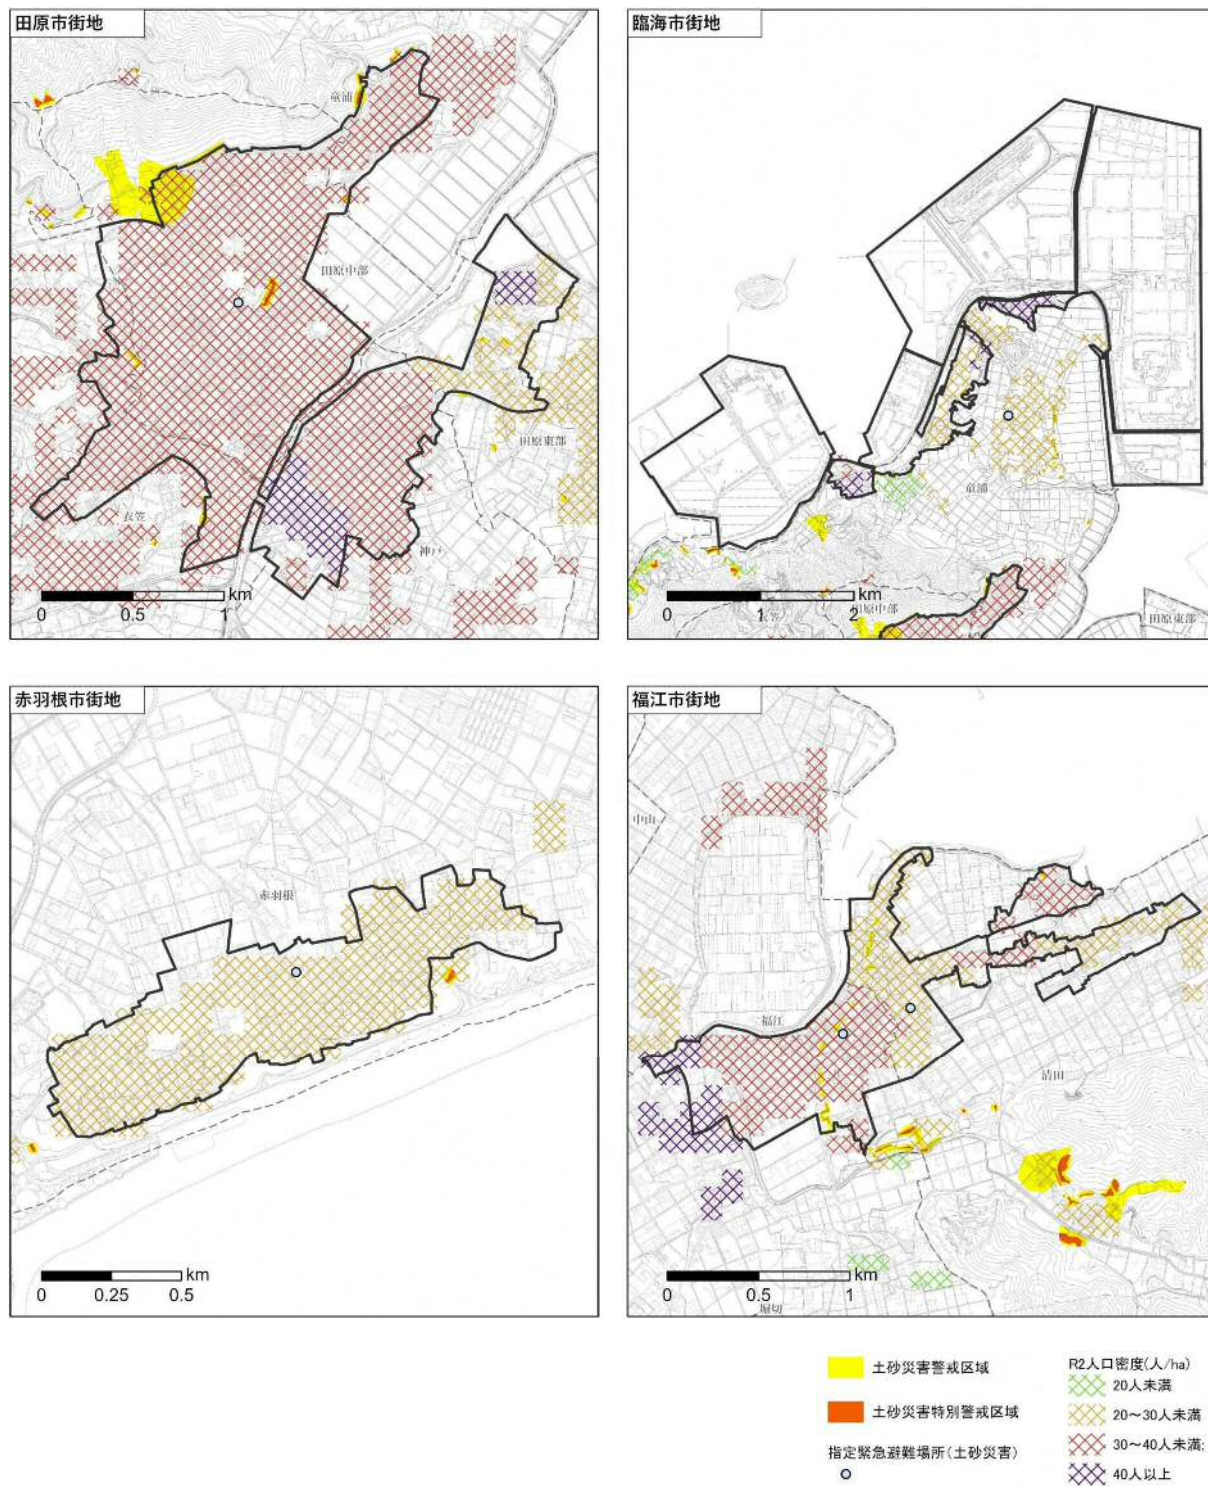 田原市街地
童浦
田原中部
田原東部
衣笠
神戸
km
0 0.5 1
臨海市街地
童浦
田原中部
衣笠
田原東部
km
0 1 2
赤羽根市街地
赤羽根
km
0 0.25 0.5
福江市街地
中山
福江
清田
堀切
km
0 0.5 1
土砂災害警戒区域
土砂災害特別警戒区域
指定緊急避難場所(土砂災害)
R2人口密度(人/ha)
20人未満
20～30人未満
30～40人未満:
40人以上